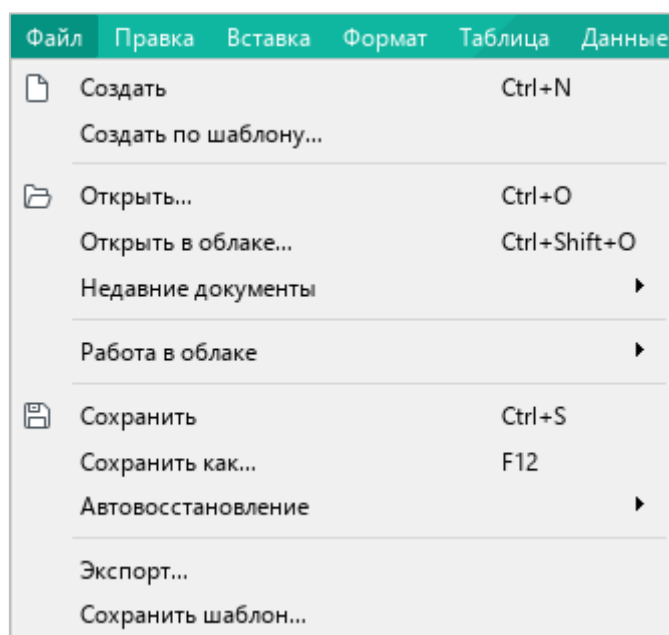 Файл Правка Вставка Формат Таблица Данные
Создать Ctrl+N
Создать по шаблону...
Открыть... Ctrl+O
Открыть в облаке... Ctrl+Shift+O
Недавние документы
Работа в облаке
Сохранить Ctrl+S
Сохранить как... F12
Автовосстановление
Экспорт...
Сохранить шаблон...